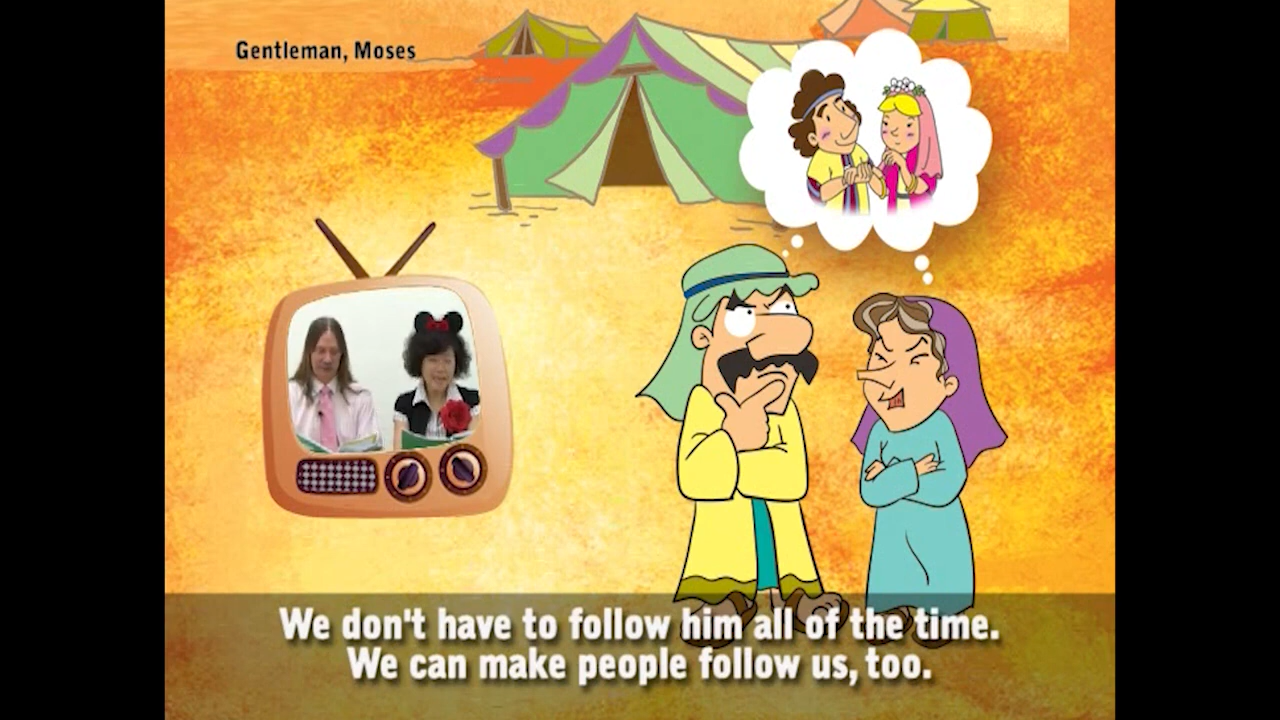 Gentleman, Moses
We don't have to follow him all of the time.
We can make people follow us, too.